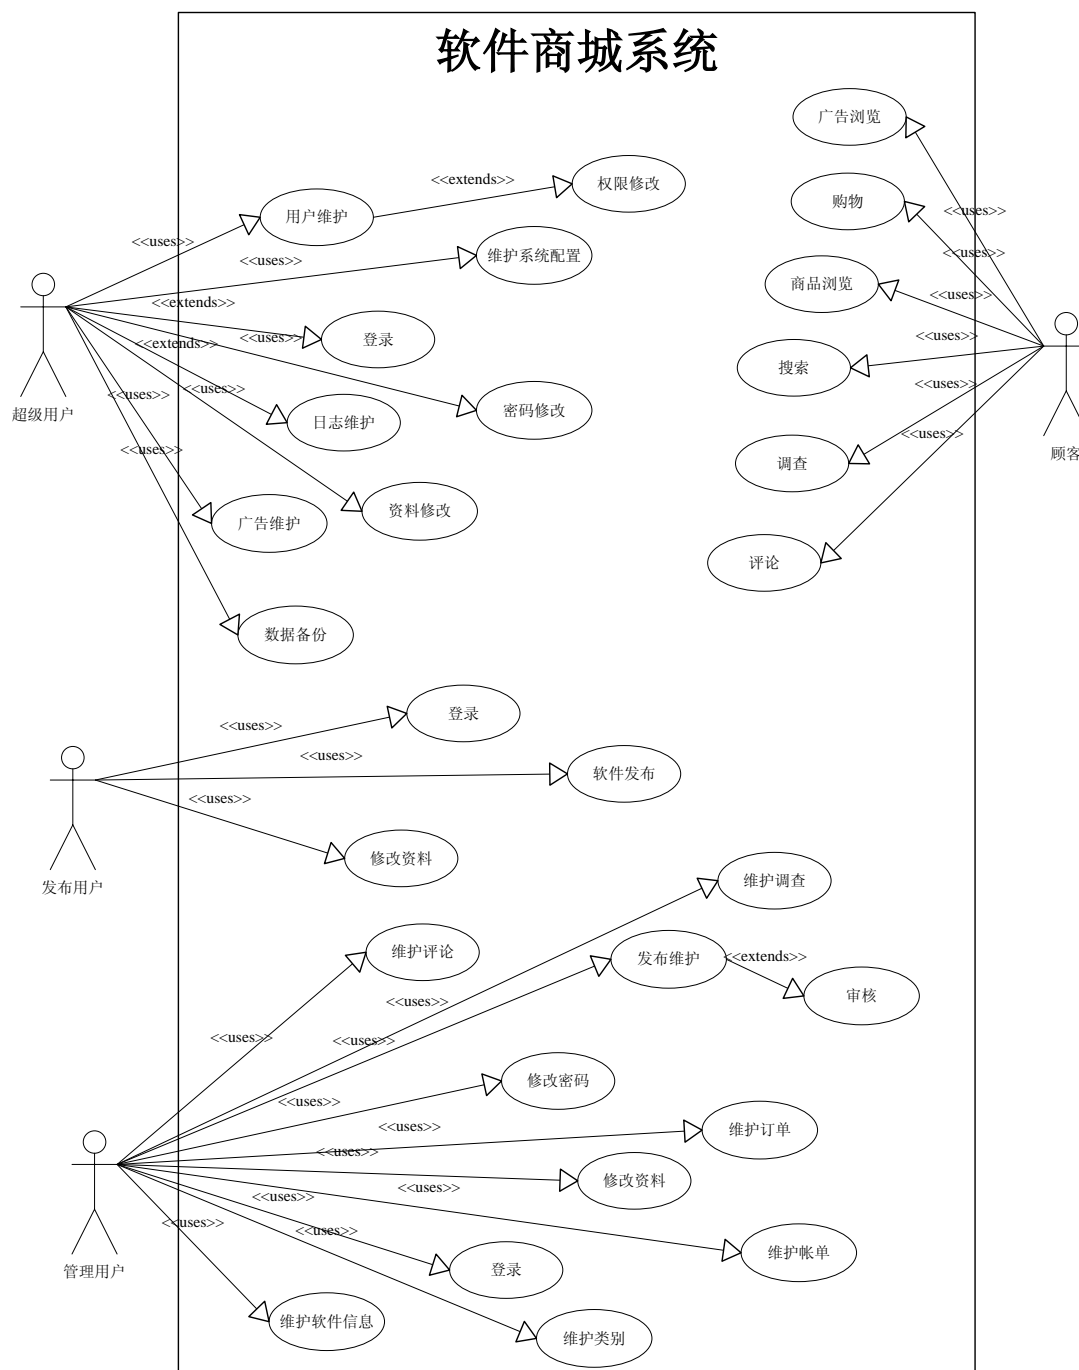 软件商城系统
广告浏览
<<extends>>
权限修改
用户维护
购物
<<uses>>
<<uses>>
<<uses>>
维护系统配置
<<uses>>
商品浏览
<<uses>>
<<extends>>
<<uses>>
登录
<<extends>>
搜索
<<uses>>
<<uses>>
<<uses>>
<<uses>>
超级用户
日志维护
密码修改
<<uses>>
顾客
<<uses>>
调查
广告维护
资料修改
评论
数据备份
<<uses>>
登录
<<uses>>
软件发布
<<uses>>
修改资料
发布用户
维护调查
维护评论
发布维护
<<extends>>
审核
<<uses>>
<<uses>>
<<uses>>
修改密码
<<uses>>
<<uses>>
维护订单
<<uses>>
修改资料
<<uses>>
<<uses>>
<<uses>>
<<uses>>
维护帐单
管理用户
登录
维护软件信息
维护类别